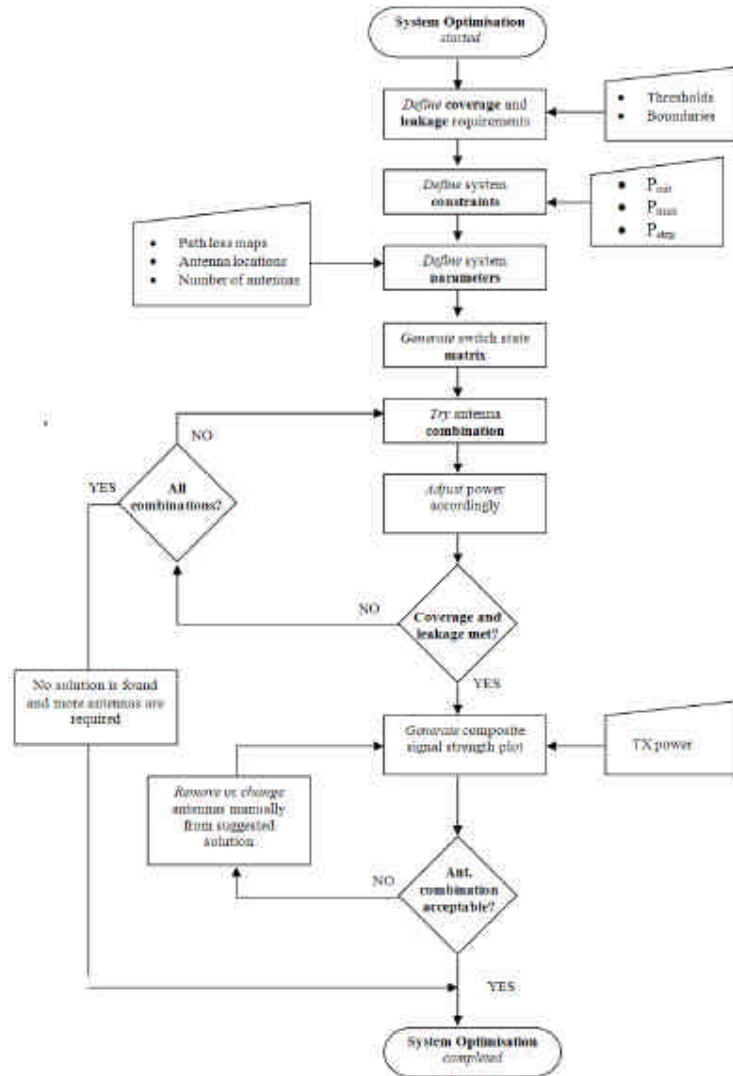 System Optimisation
started
Define coverage and
leakage requirements
• Thresholds
• Boundaries
Define system
constraints
• P
• Pmax
• Pstep
• Path loss maps
• Antenna locations
• Number of antennas
Define system
parameters
Generate switch state
matrix
Try antenna
combination
NO
YES
All
combinations?
Adjust power
accordingly
NO
Coverage and
leakage met?
YES
No solution is found
and more antennas are
required
Generate composite
signal strength plot
TX power
Remove or change
antennas manually
from suggested
solution
NO
Ant.
combination
acceptable?
YES
System Optimisation
completed